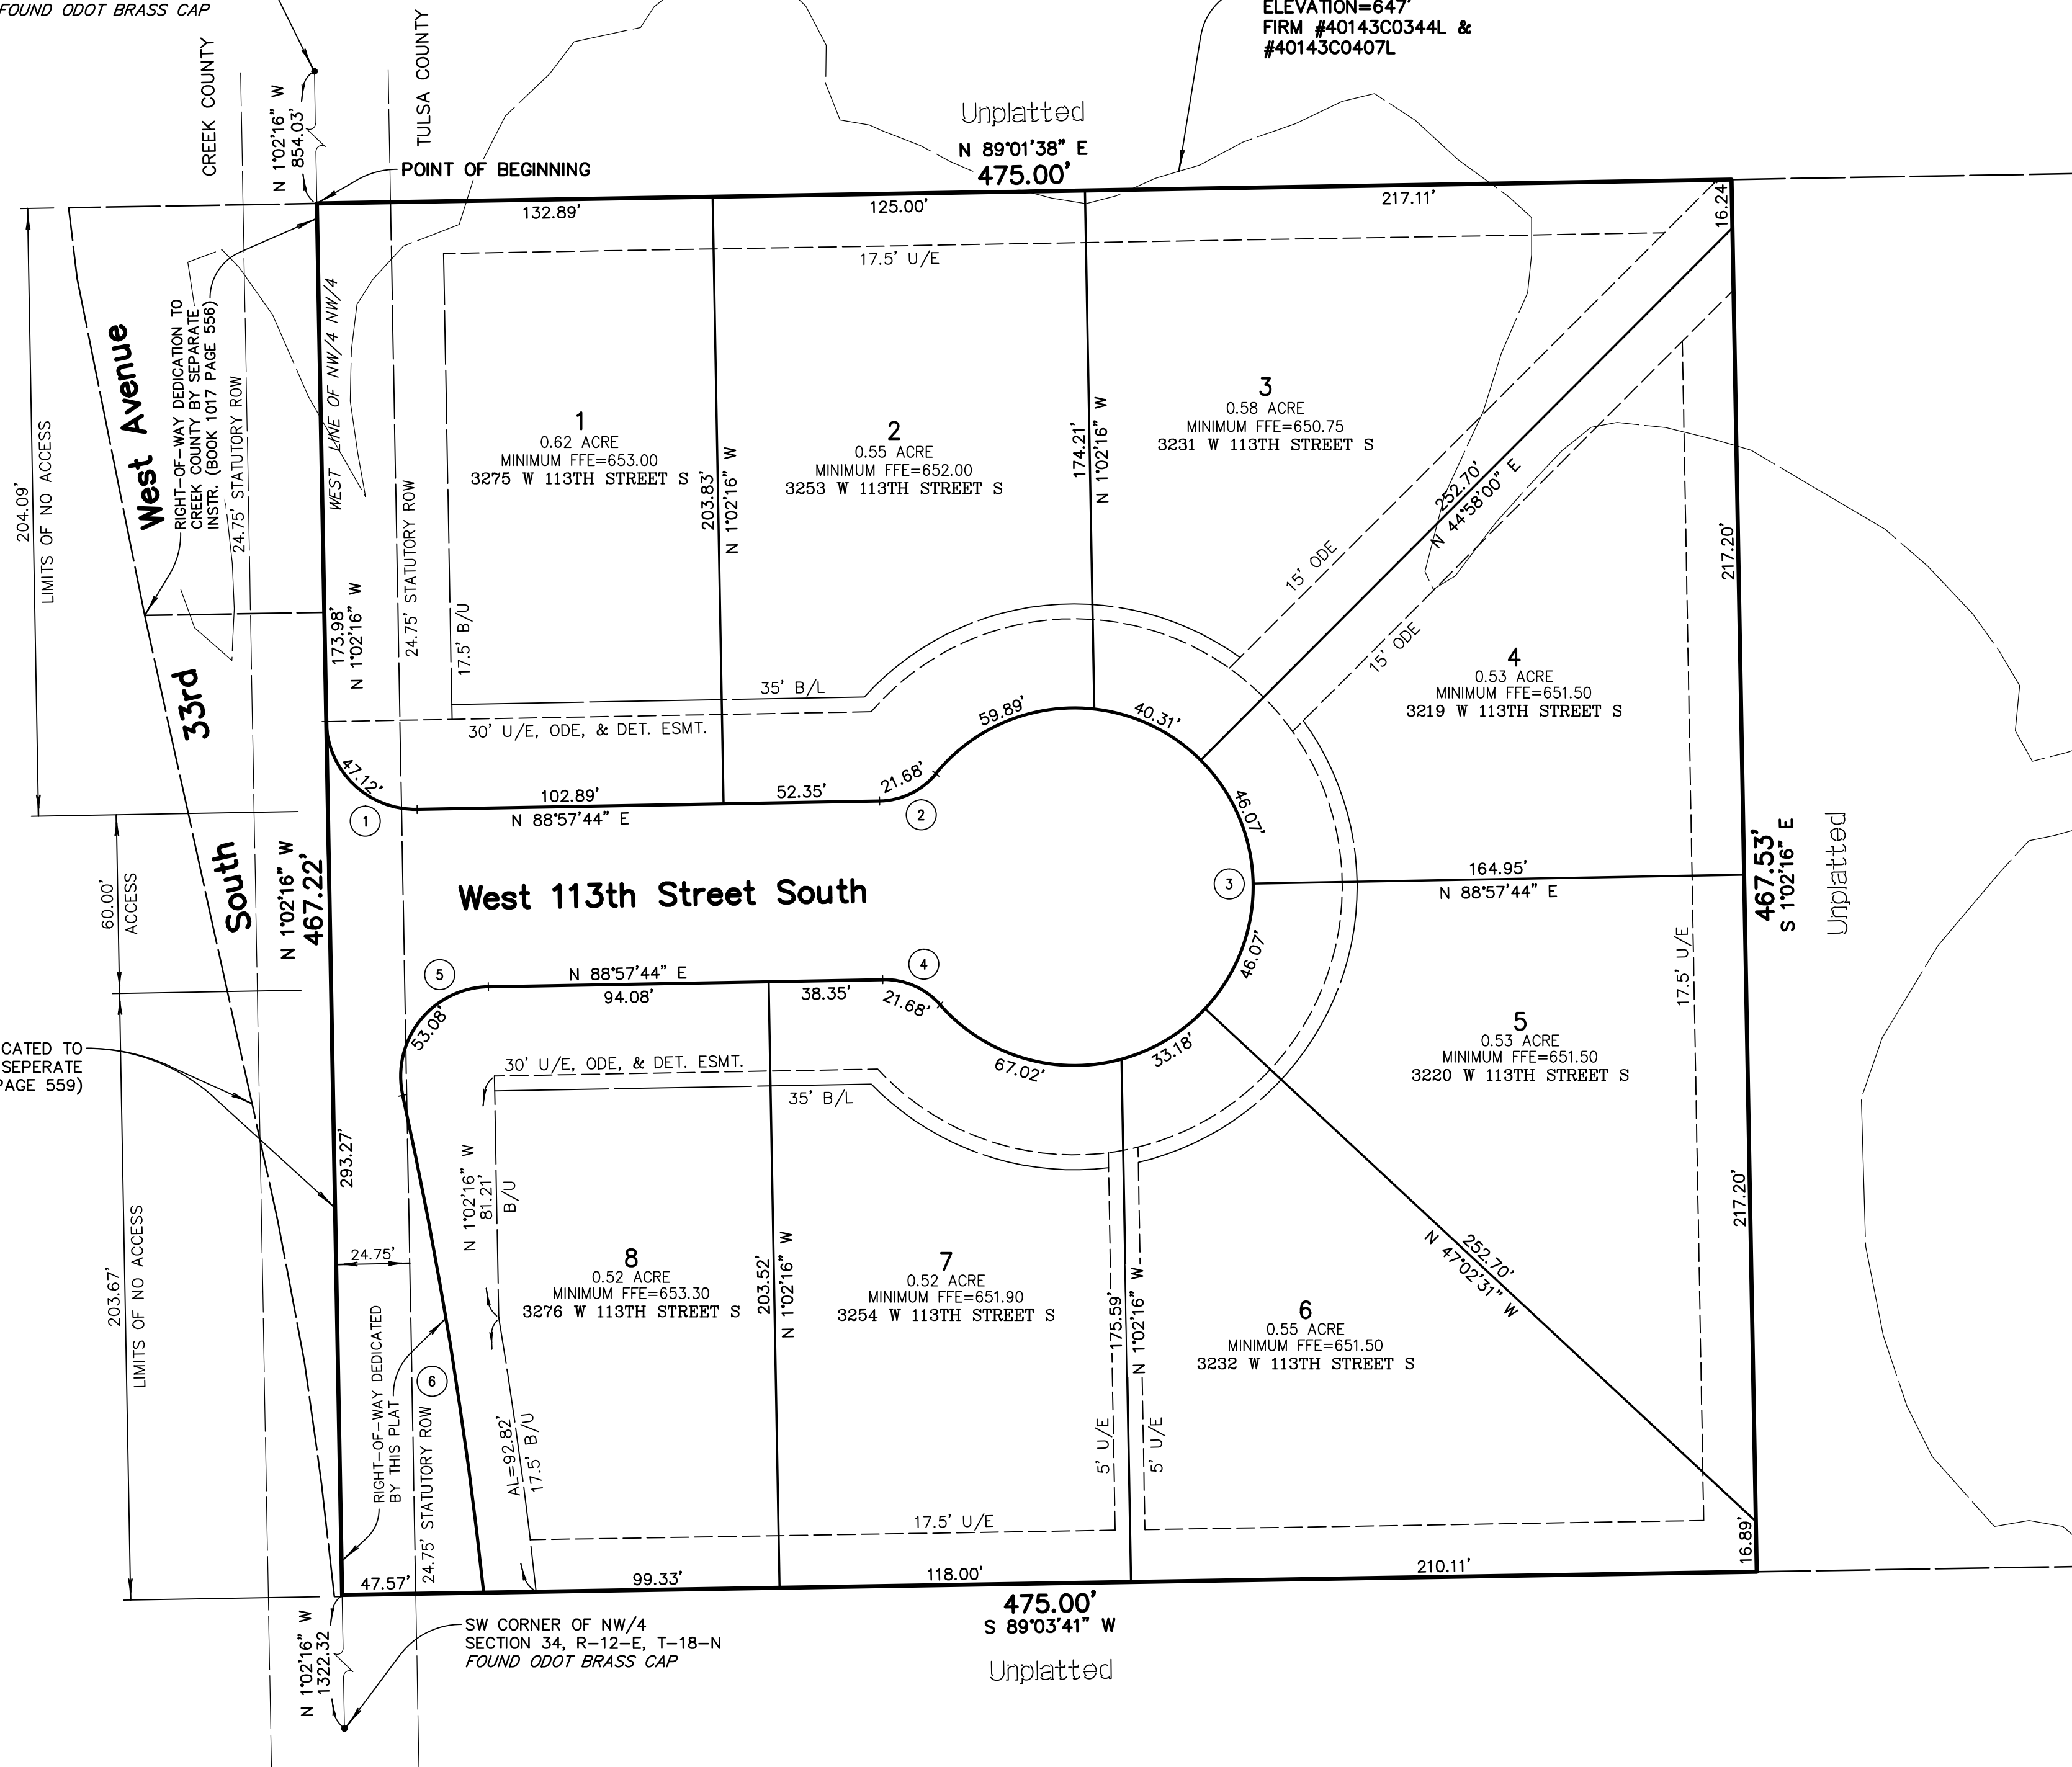 FOUND ODOT BRASS CAP
ELEVATION=647'
FIRM #40143C0344L &
#40143C0407L
CREEK COUNTY
TULSA COUNTY
N 1°02'16" W
854.03'
POINT OF BEGINNING
Unplatted
N 89°01'38" E
475.00'
132.89'
125.00'
217.11'
16.24'
17.5' U/E
204.09'
LIMITS OF NO ACCESS
West Avenue
33rd
South
RIGHT-OF-WAY DEDICATION TO
CREEK COUNTY BY SEPARATE
INSTR. (BOOK 1017 PAGE 556)
24.75' STATUTORY ROW
WEST LINE OF NW/4 NW/4
173.98'
N 1°02'16" W
24.75' STATUTORY ROW
17.5' B/U
1
0.62 ACRE
MINIMUM FFE=653.00
3275 W 113TH STREET S
203.83'
N 1°02'16" W
2
0.55 ACRE
MINIMUM FFE=652.00
3253 W 113TH STREET S
174.21'
N 1°02'16" W
3
0.58 ACRE
MINIMUM FFE=650.75
3231 W 113TH STREET S
252.70'
N 44°58'00" E
15' ODE
15' ODE
217.20'
4
0.53 ACRE
MINIMUM FFE=651.50
3219 W 113TH STREET S
35' B/L
30' U/E, ODE, & DET. ESMT.
47.12'
1
102.89'
N 88°57'44" E
52.35'
21.68'
2
59.89'
40.31'
46.07'
3
164.95'
N 88°57'44" E
467.53'
S 1°02'16" E
Unplatted
60.00'
ACCESS
N 1°02'16" W
467.22'
West 113th Street South
46.07'
5
N 88°57'44" E
94.08'
38.35'
4
21.68'
53.08'
67.02'
33.18'
17.5' U/E
CATED TO
SEPERATE
PAGE 559)
30' U/E, ODE, & DET. ESMT.
35' B/L
5
0.53 ACRE
MINIMUM FFE=651.50
3220 W 113TH STREET S
293.27'
N 1°02'16" W
81.21'
B/U
217.20'
203.67'
LIMITS OF NO ACCESS
24.75'
8
0.52 ACRE
MINIMUM FFE=653.30
3276 W 113TH STREET S
203.52'
N 1°02'16" W
7
0.52 ACRE
MINIMUM FFE=651.90
3254 W 113TH STREET S
175.59'
N 1°02'16" W
252.70'
N 47°02'31" W
6
0.55 ACRE
MINIMUM FFE=651.50
3232 W 113TH STREET S
RIGHT-OF-WAY DEDICATED
BY THIS PLAT
6
24.75' STATUTORY ROW
AL=92.82'
17.5' B/U
5' U/E
5' U/E
17.5' U/E
16.89'
47.57'
99.33'
118.00'
210.11'
475.00'
S 89°03'41" W
N 1°02'16" W
1322.32
SW CORNER OF NW/4
SECTION 34, R-12-E, T-18-N
FOUND ODOT BRASS CAP
Unplatted